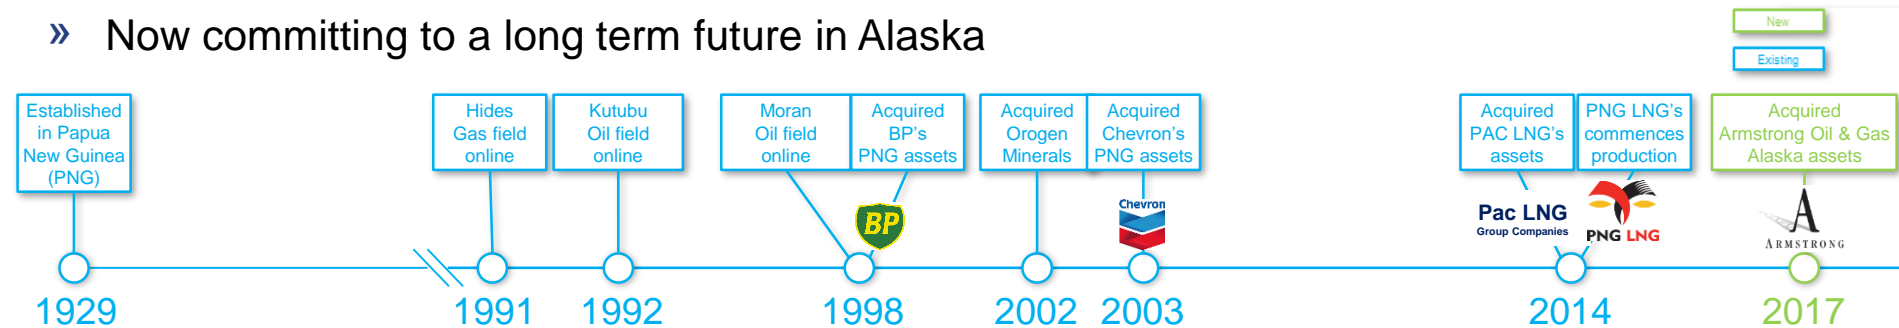 » Now committing to a long term future in Alaska
New
Existing
Established
in Papua
New Guinea
(PNG)
Hides
Gas field
online
Kutubu
Oil field
online
Moran
Oil field
online
Acquired
BP's
PNG assets
Acquired
Orogen
Minerals
Acquired
Chevron's
PNG assets
Acquired
PAC LNG's
assets
PNG LNG's
commences
production
Acquired
Armstrong Oil & Gas
Alaska assets
BP
Chevron
Pac LNG
Group Companies
PNG LNG
A
ARMSTRONG
1929
1991
1992
1998
2002
2003
2014
2017